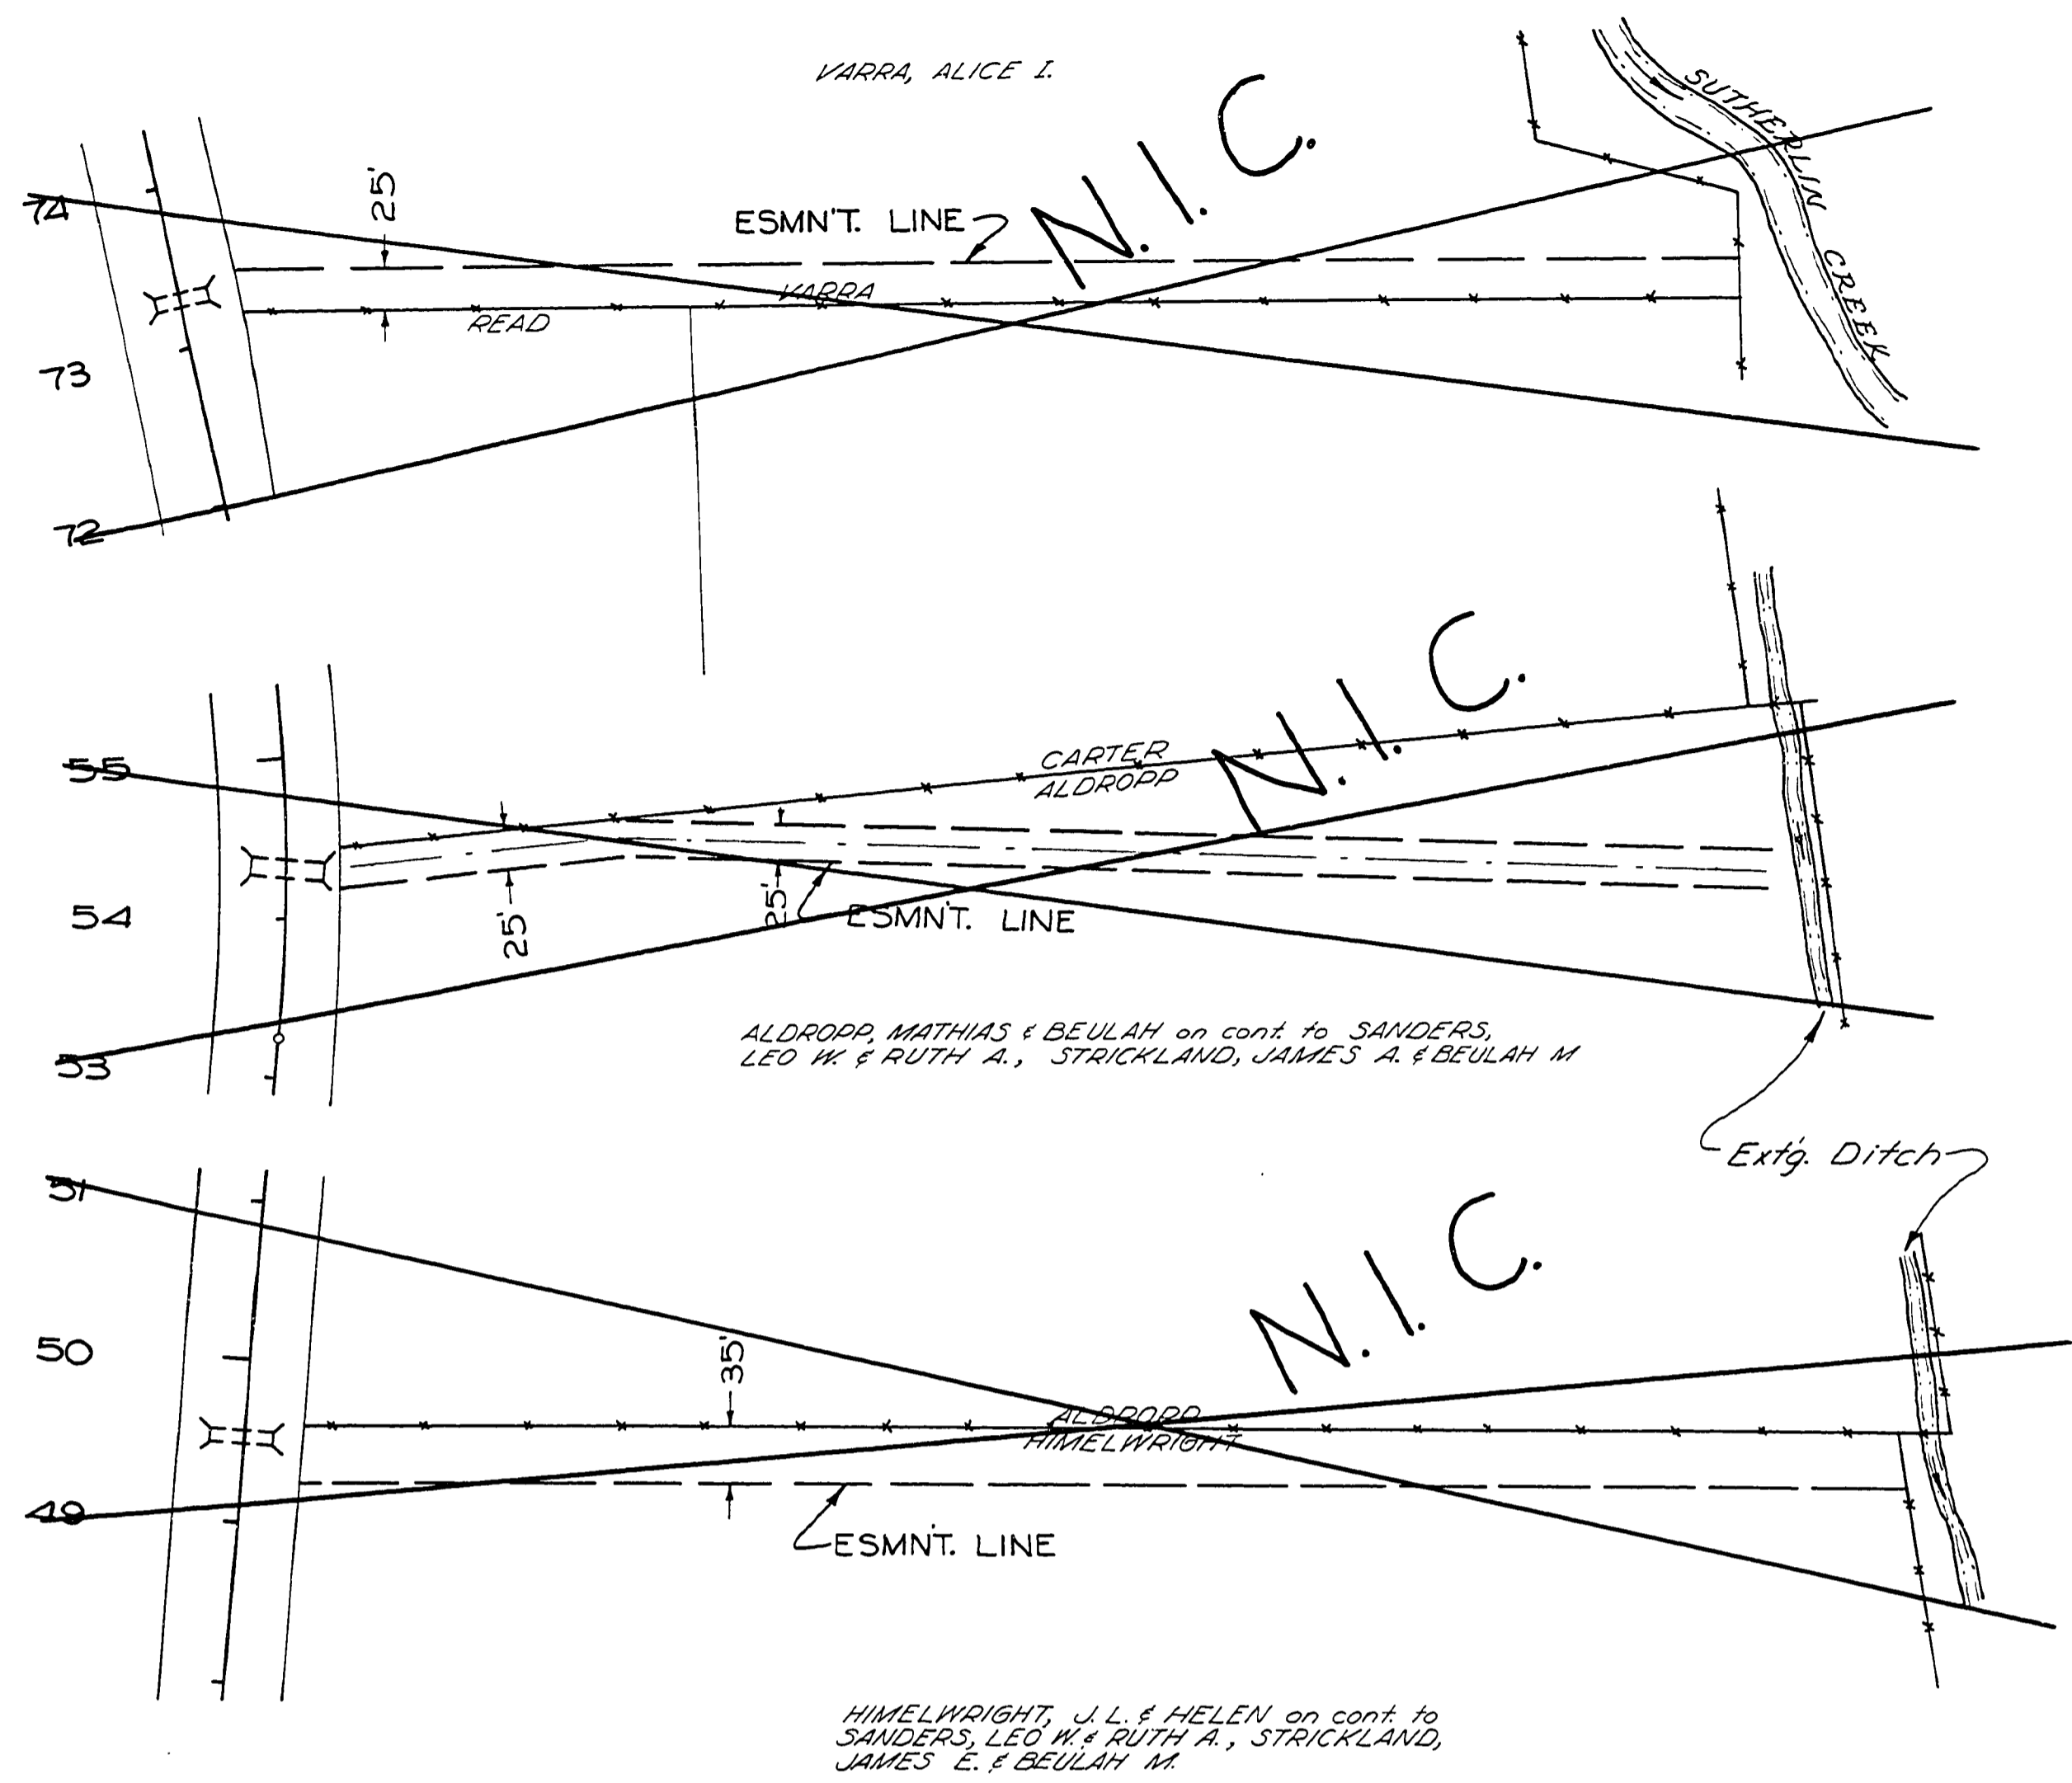 VARRA, ALICE I.
SUTHERLIN CREEK
N.I.C.
74
25'
ESMN'T. LINE
VARRA
READ
73
72
N.I.C.
CARTER
ALDROPP
55
54
25'
25'
ESMN'T. LINE
53
ALDROPP, MATHIAS & BEULAH on cont. to SANDERS,
LEO W. & RUTH A., STRICKLAND, JAMES A. & BEULAH M
Ext'g. Ditch
51
N.I.C.
50
35'
ALDROPP
HIMELWRIGHT
49
ESMN'T. LINE
HIMELWRIGHT, J. L. & HELEN on cont. to
SANDERS, LEO W. & RUTH A., STRICKLAND,
JAMES E. & BEULAH M.